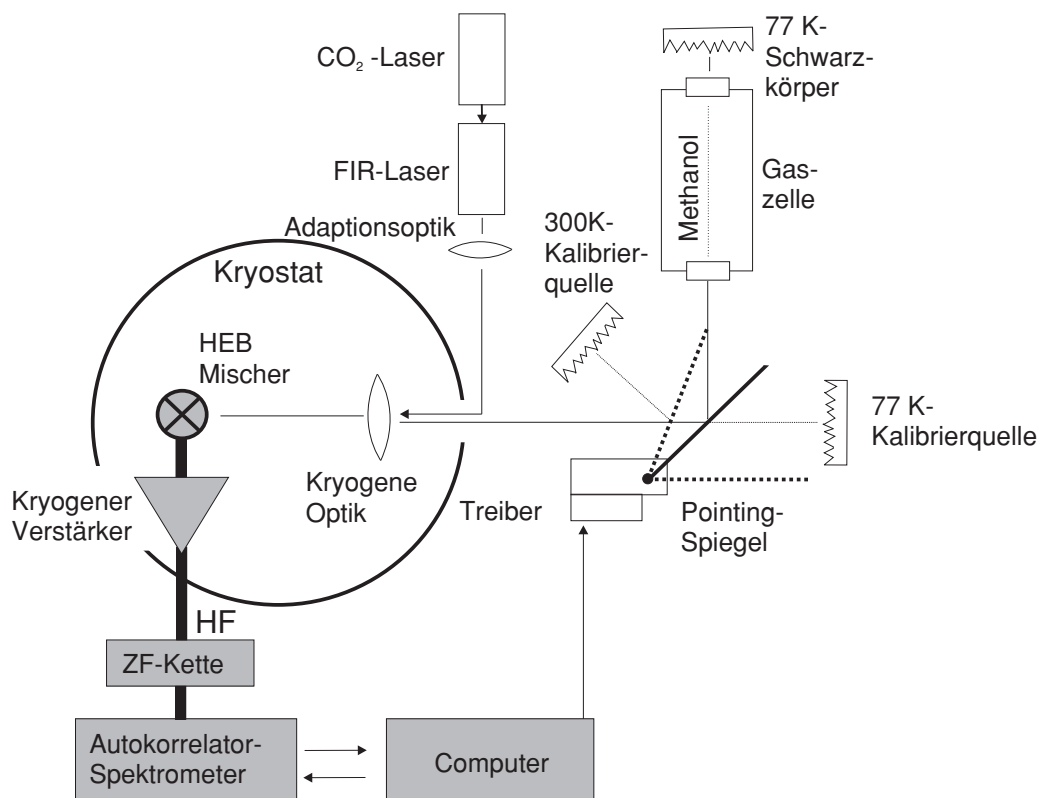 CO₂ -Laser
FIR-Laser
Adaptionsoptik
77 K-
Schwarz-
körper
Methanol
Gas-
zelle
300K-
Kalibrier-
quelle
Kryostat
HEB
Mischer
Kryogene
Optik
Kryogener
Verstärker
77 K-
Kalibrierquelle
Treiber
Pointing-
Spiegel
HF
ZF-Kette
Autokorrelator-
Spektrometer
Computer